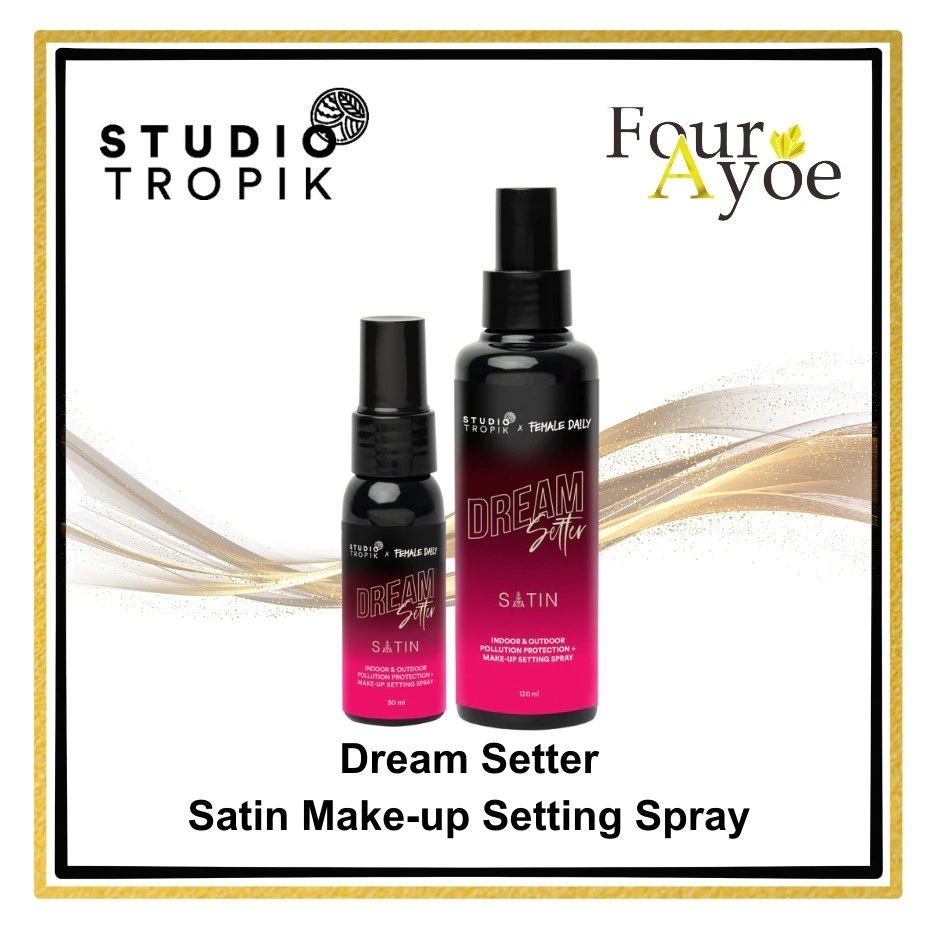 STUDIO
TROPIK
Four
Ayoe
STUDIO
TROPIK x FEMALE DAILY
DREAM
Setter
SATIN
INDOOR & OUTDOOR
POLLUTION PROTECTION +
MAKE-UP SETTING SPRAY
30 ml
STUDIO
TROPIK x FEMALE DAILY
DREAM
Setter
SATIN
INDOOR & OUTDOOR
POLLUTION PROTECTION +
MAKE-UP SETTING SPRAY
130 ml
Dream Setter
Satin Make-up Setting Spray